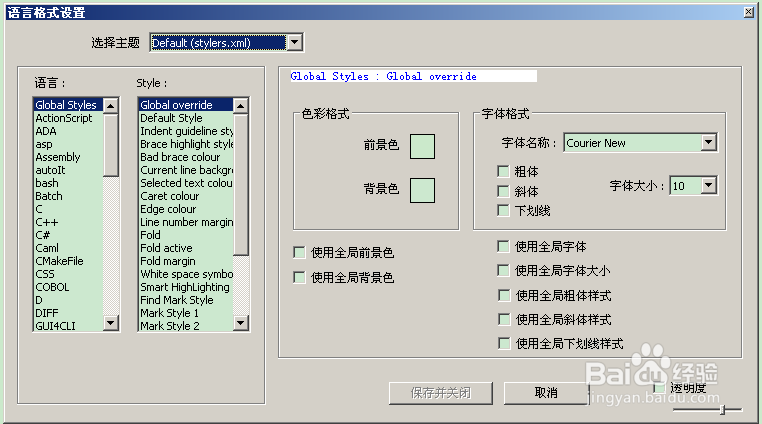 语言格式设置
选择主题 Default (stylers.xml)
语言：
Global Styles
ActionScript
ADA
asp
Assembly
autoIt
bash
Batch
C
C++
C#
Caml
CMakeFile
CSS
COBOL
D
DIFF
GUI4CLI
Style：
Global override
Default Style
Indent guideline sty
Brace highlight style
Bad brace colour
Current line backgro
Selected text colou
Caret colour
Edge colour
Line number margin
Fold
Fold active
Fold margin
White space symbo
Smart HighLighting
Find Mark Style
Mark Style 1
Mark Style 2
Global Styles : Global override
色彩格式
前景色
背景色
使用全局前景色
使用全局背景色
字体格式
字体名称： Courier New
粗体
斜体
下划线
字体大小： 10
使用全局字体
使用全局字体大小
使用全局粗体样式
使用全局斜体样式
使用全局下划线样式
保存并关闭
取消
透明度
Baidu经验
jingyan.baidu.com